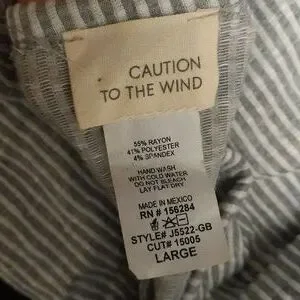 CAUTION
TO THE WIND
55% RAYON
41% POLYESTER
4% SPANDEX
HAND WASH
WITH COLD WATER
DO NOT BLEACH
LAY FLAT DRY
MADE IN MEXICO
RN # 156284
STYLE# J5522-GB
CUT# 15005
LARGE